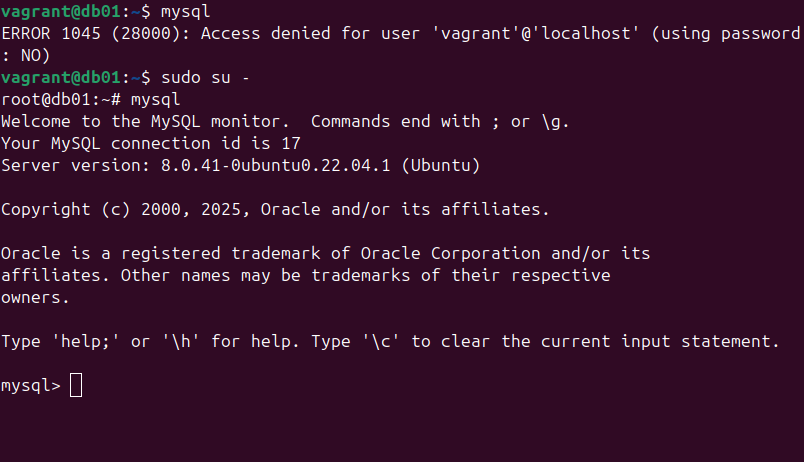 vagrant@db01:~$ mysql
ERROR 1045 (28000): Access denied for user 'vagrant'@'localhost' (using password
: NO)
vagrant@db01:~$ sudo su -
root@db01:~# mysql
Welcome to the MySQL monitor.  Commands end with ; or \g.
Your MySQL connection id is 17
Server version: 8.0.41-0ubuntu0.22.04.1 (Ubuntu)
Copyright (c) 2000, 2025, Oracle and/or its affiliates.
Oracle is a registered trademark of Oracle Corporation and/or its
affiliates. Other names may be trademarks of their respective
owners.
Type 'help;' or '\h' for help. Type '\c' to clear the current input statement.
mysql>